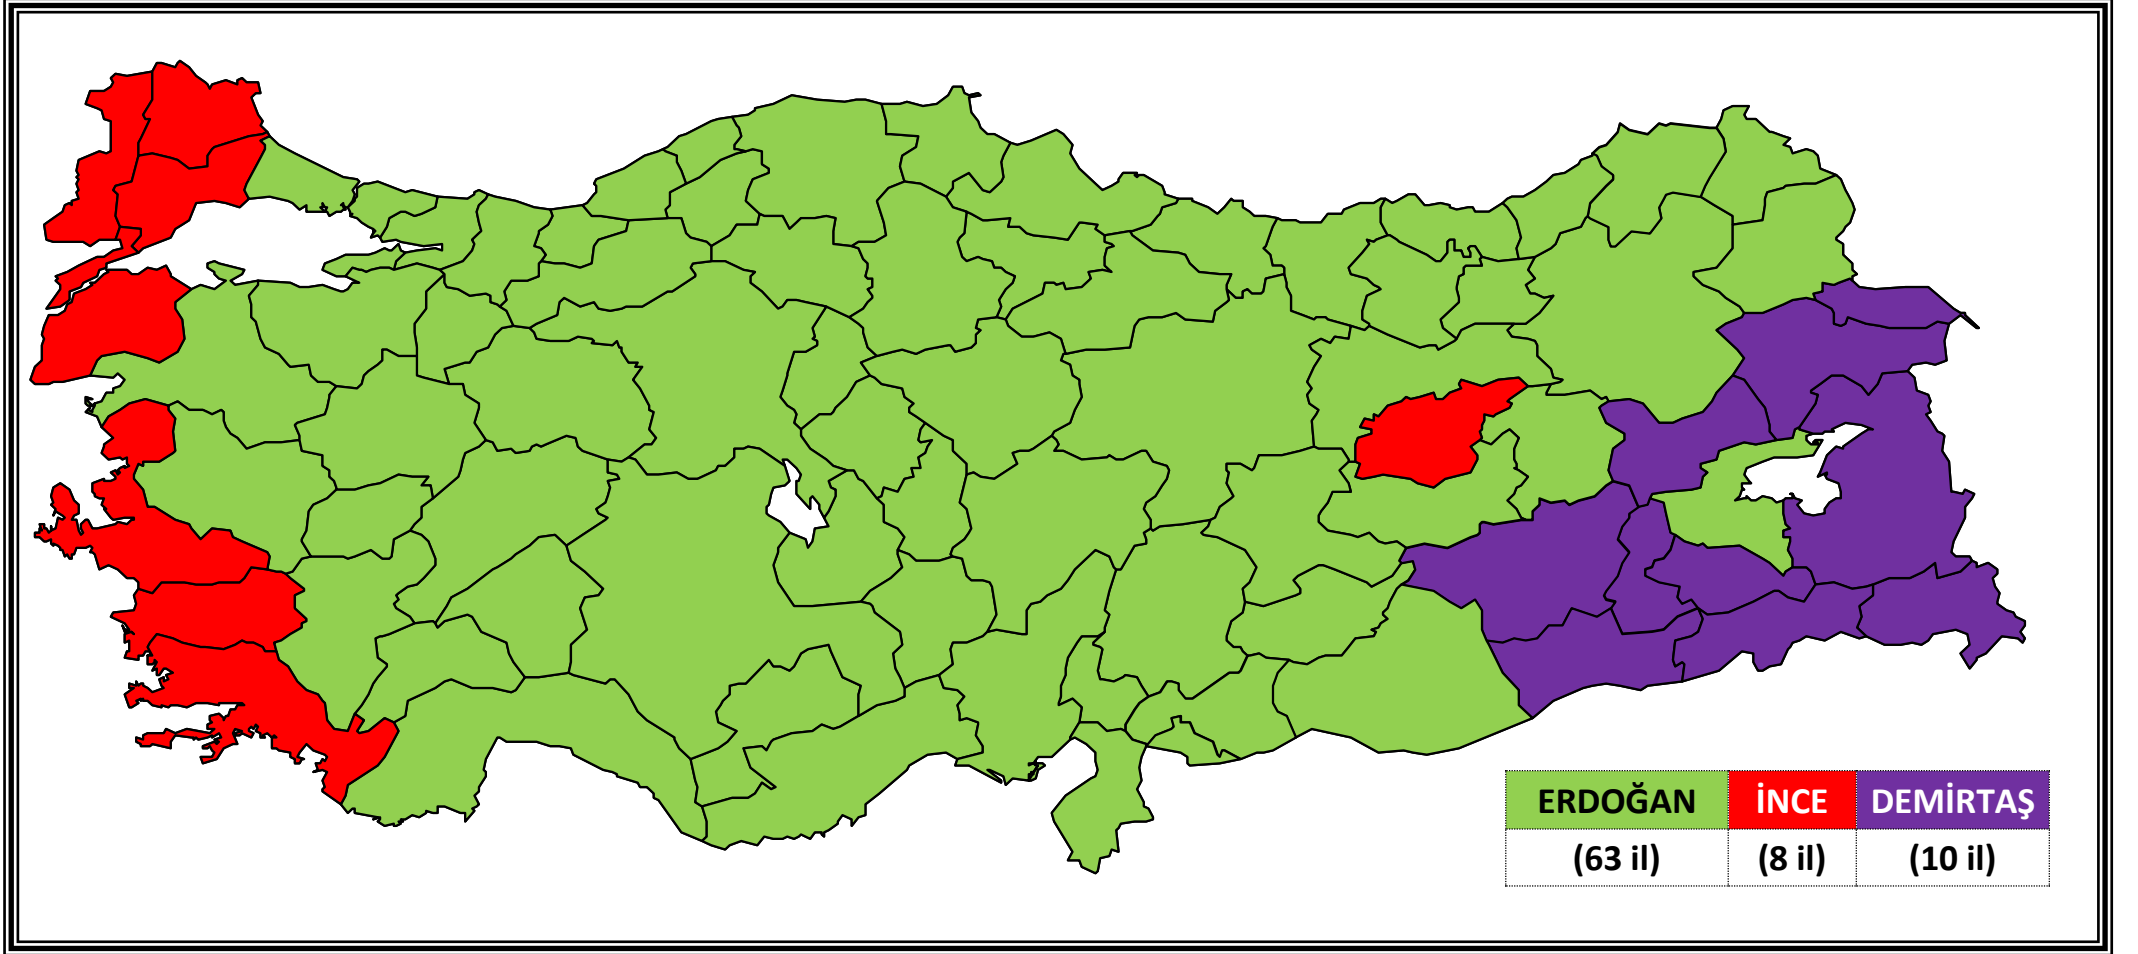 ERDOĞAN İNCE DEMİRTAŞ
(63 il) (8 il) (10 il)